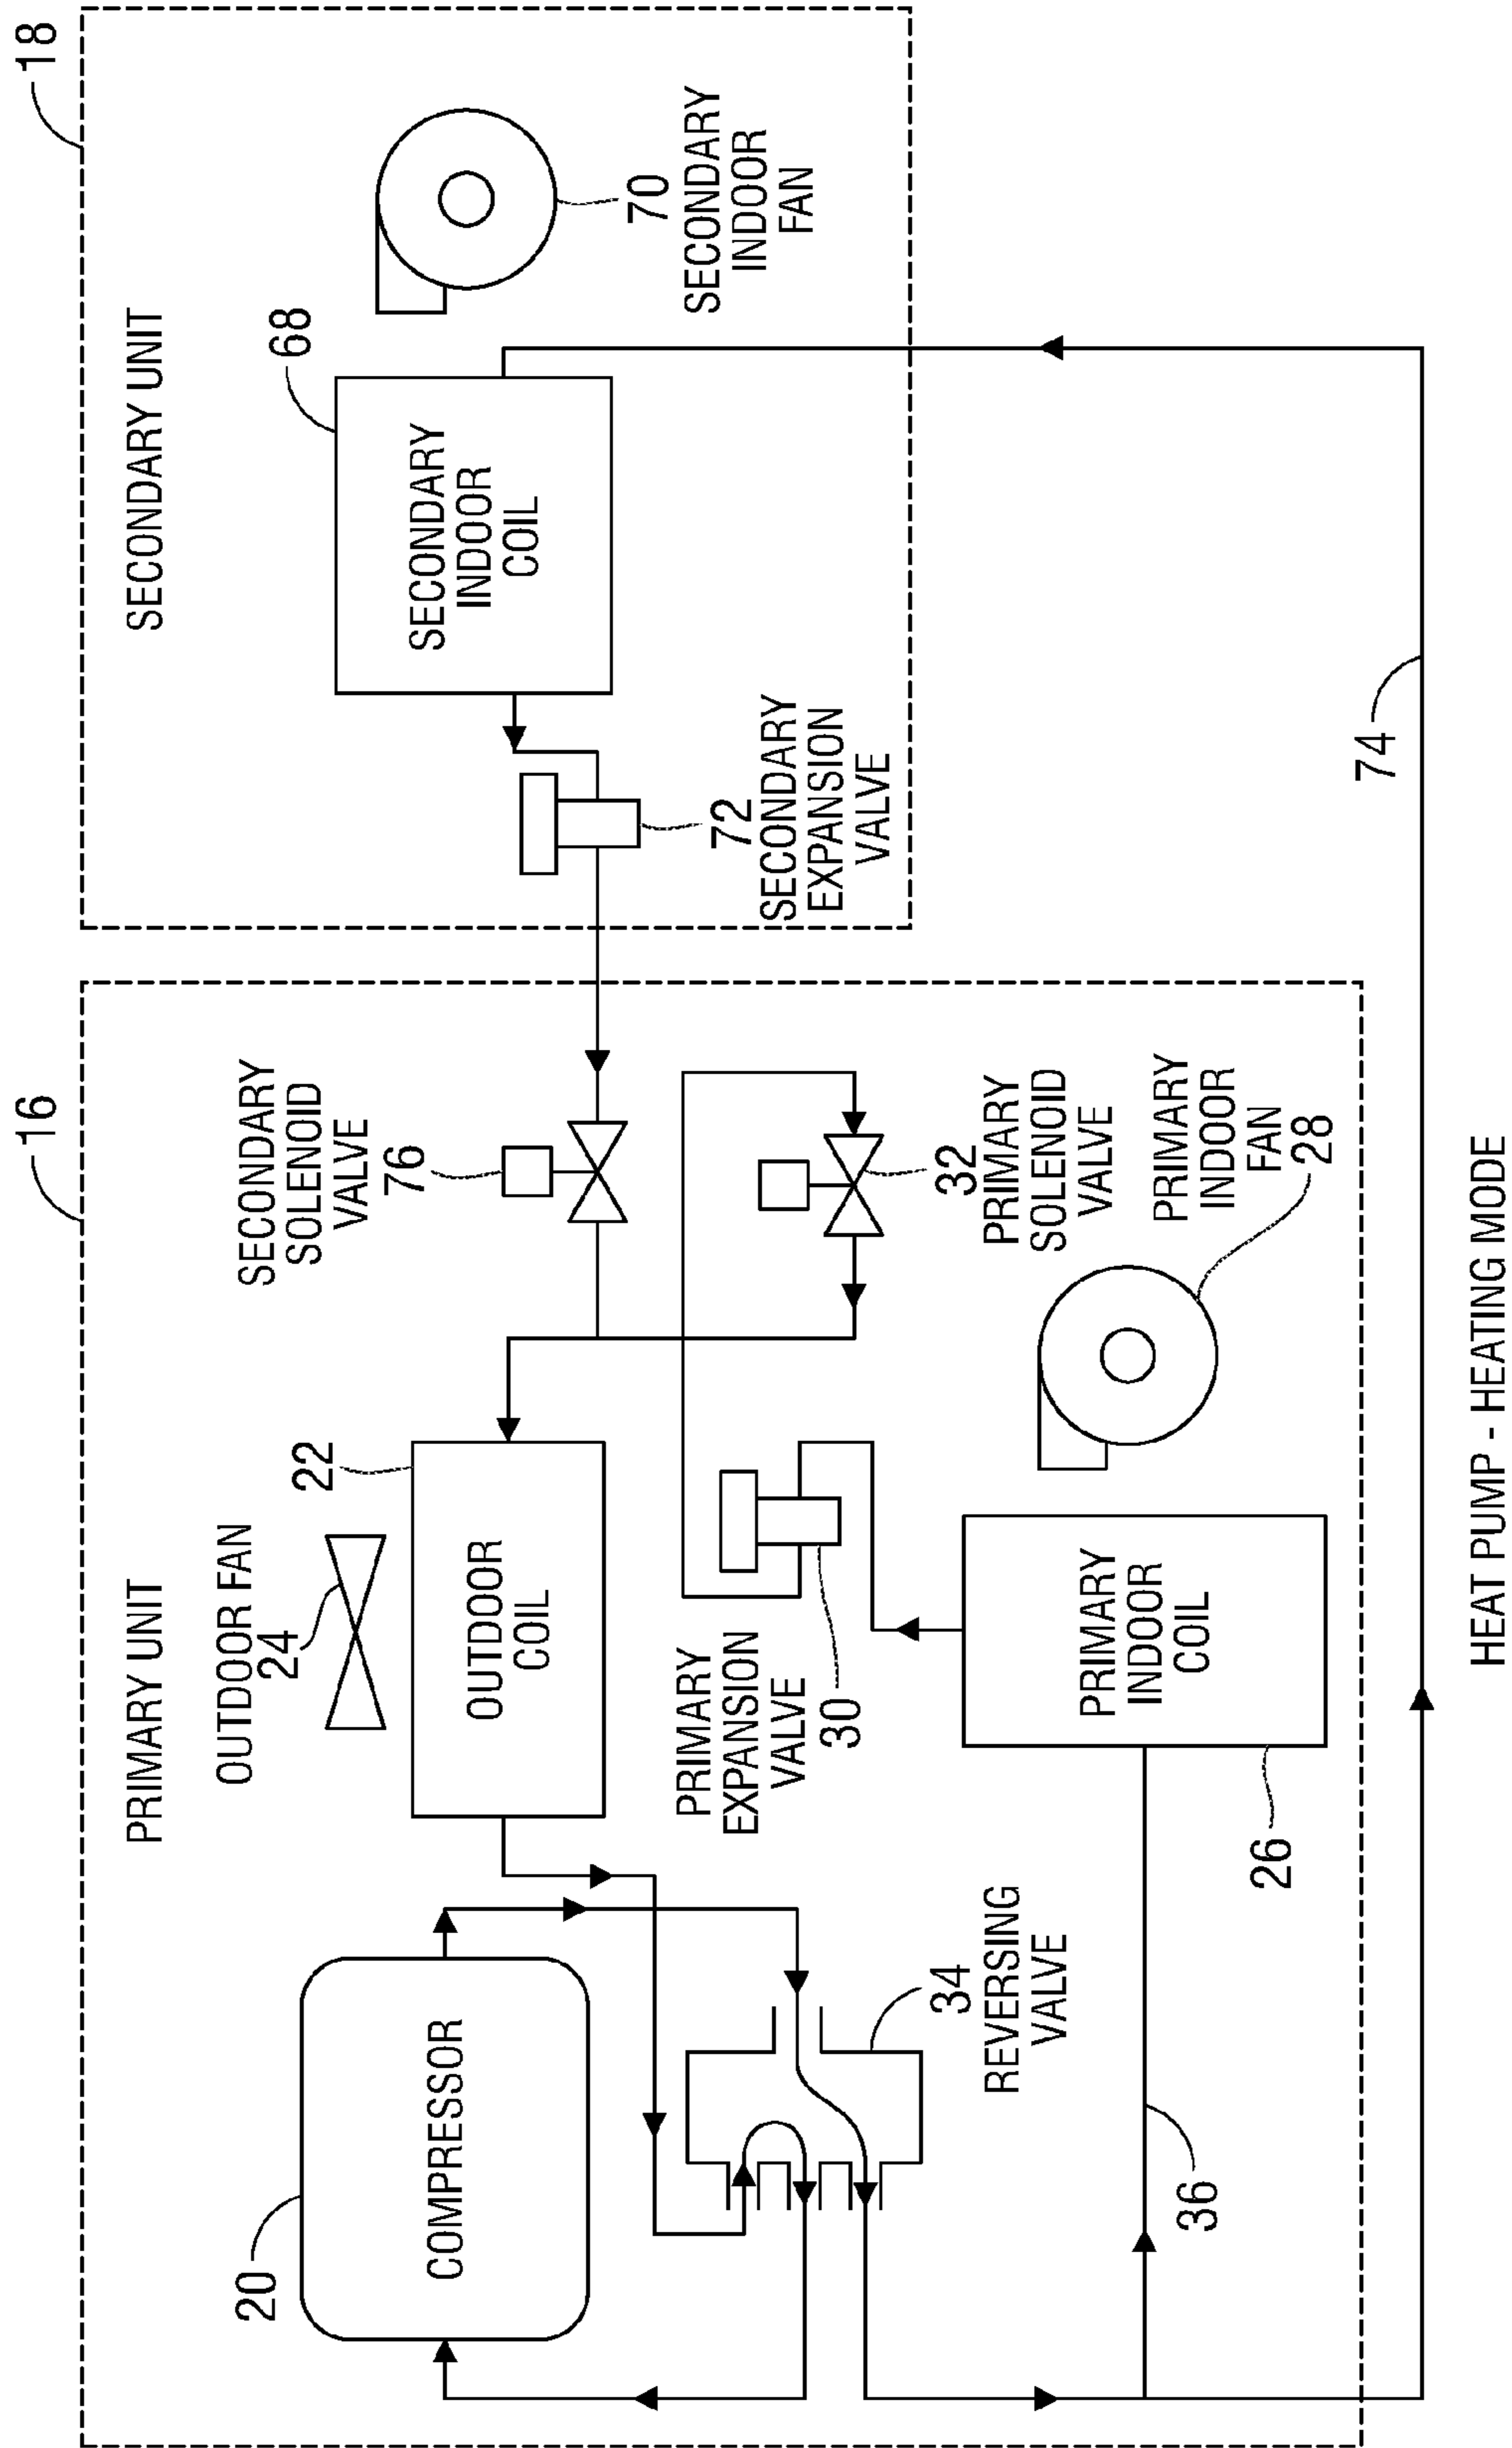 16
18
PRIMARY UNIT
SECONDARY UNIT
20
COMPRESSOR
OUTDOOR FAN
24
22
OUTDOOR
COIL
SECONDARY
SOLENOID
VALVE
76
68
SECONDARY
INDOOR
COIL
70
SECONDARY
INDOOR
FAN
72
SECONDARY
EXPANSION
VALVE
PRIMARY
EXPANSION
VALVE
30
32
PRIMARY
SOLENOID
VALVE
34
REVERSING
VALVE
PRIMARY
INDOOR
FAN
28
PRIMARY
INDOOR
COIL
26
36
74
HEAT PUMP - HEATING MODE